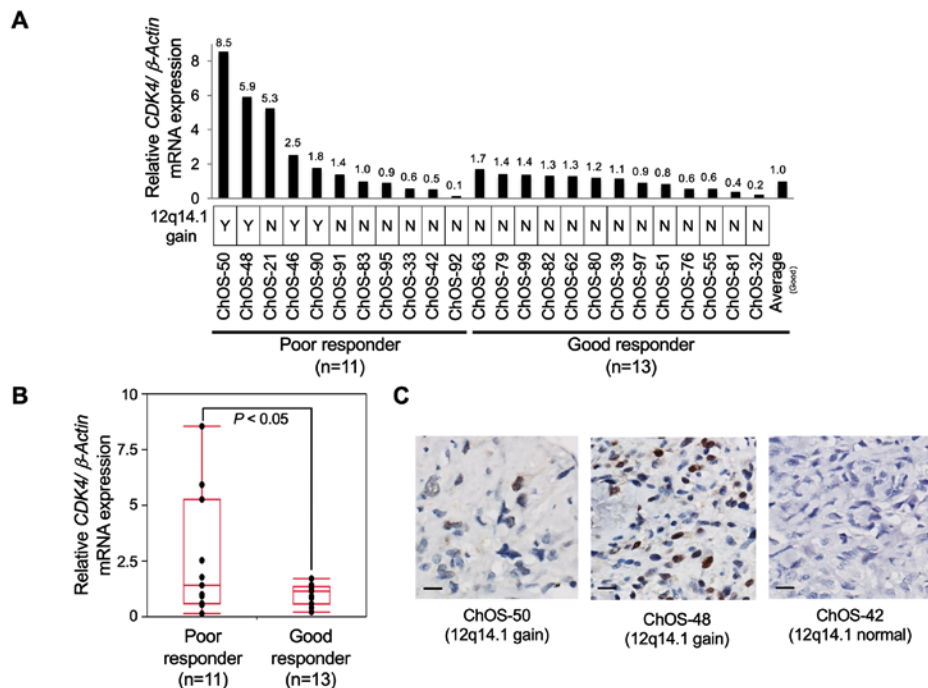 A
Relative CDK4/ β-Actin
mRNA expression
8
6
4
2
0
8.5
5.9
5.3
2.5
1.8
1.4
1.0
0.9
0.6
0.5
0.1
1.7
1.4
1.4
1.3
1.3
1.2
1.1
0.9
0.8
0.6
0.6
0.4
0.2
1.0
12q14.1
gain
Y Y N Y Y N N N N N N N N N N N N N N N N N N N
ChOS-50
ChOS-48
ChOS-21
ChOS-46
ChOS-90
ChOS-91
ChOS-83
ChOS-95
ChOS-33
ChOS-42
ChOS-92
ChOS-63
ChOS-79
ChOS-99
ChOS-82
ChOS-62
ChOS-80
ChOS-39
ChOS-97
ChOS-51
ChOS-76
ChOS-55
ChOS-81
ChOS-32
Average
(Good)
Poor responder
(n=11)
Good responder
(n=13)
B
Relative CDK4/ β-Actin
mRNA expression
10
7.5
5
2.5
0
P < 0.05
Poor
responder
(n=11)
Good
responder
(n=13)
C
ChOS-50
(12q14.1 gain)
ChOS-48
(12q14.1 gain)
ChOS-42
(12q14.1 normal)